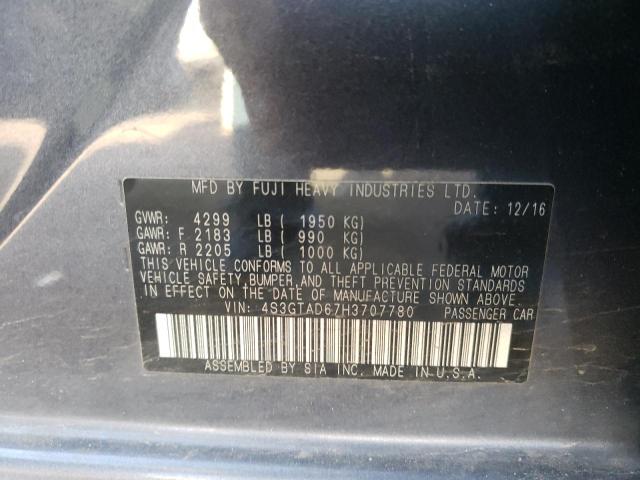 MFD BY FUJI HEAVY INDUSTRIES LTD.
DATE: 12/16
GVWR: 4299 LB ( 1950 KG)
GAWR: F 2183 LB ( 990 KG)
GAWR: R 2205 LB ( 1000 KG)
THIS VEHICLE CONFORMS TO ALL APPLICABLE FEDERAL MOTOR
VEHICLE SAFETY, BUMPER, AND THEFT PREVENTION STANDARDS
IN EFFECT ON THE DATE OF MANUFACTURE SHOWN ABOVE.
VIN: 4S3GTAD67H3707780 PASSENGER CAR
ASSEMBLED BY SIA INC. MADE IN U.S.A.